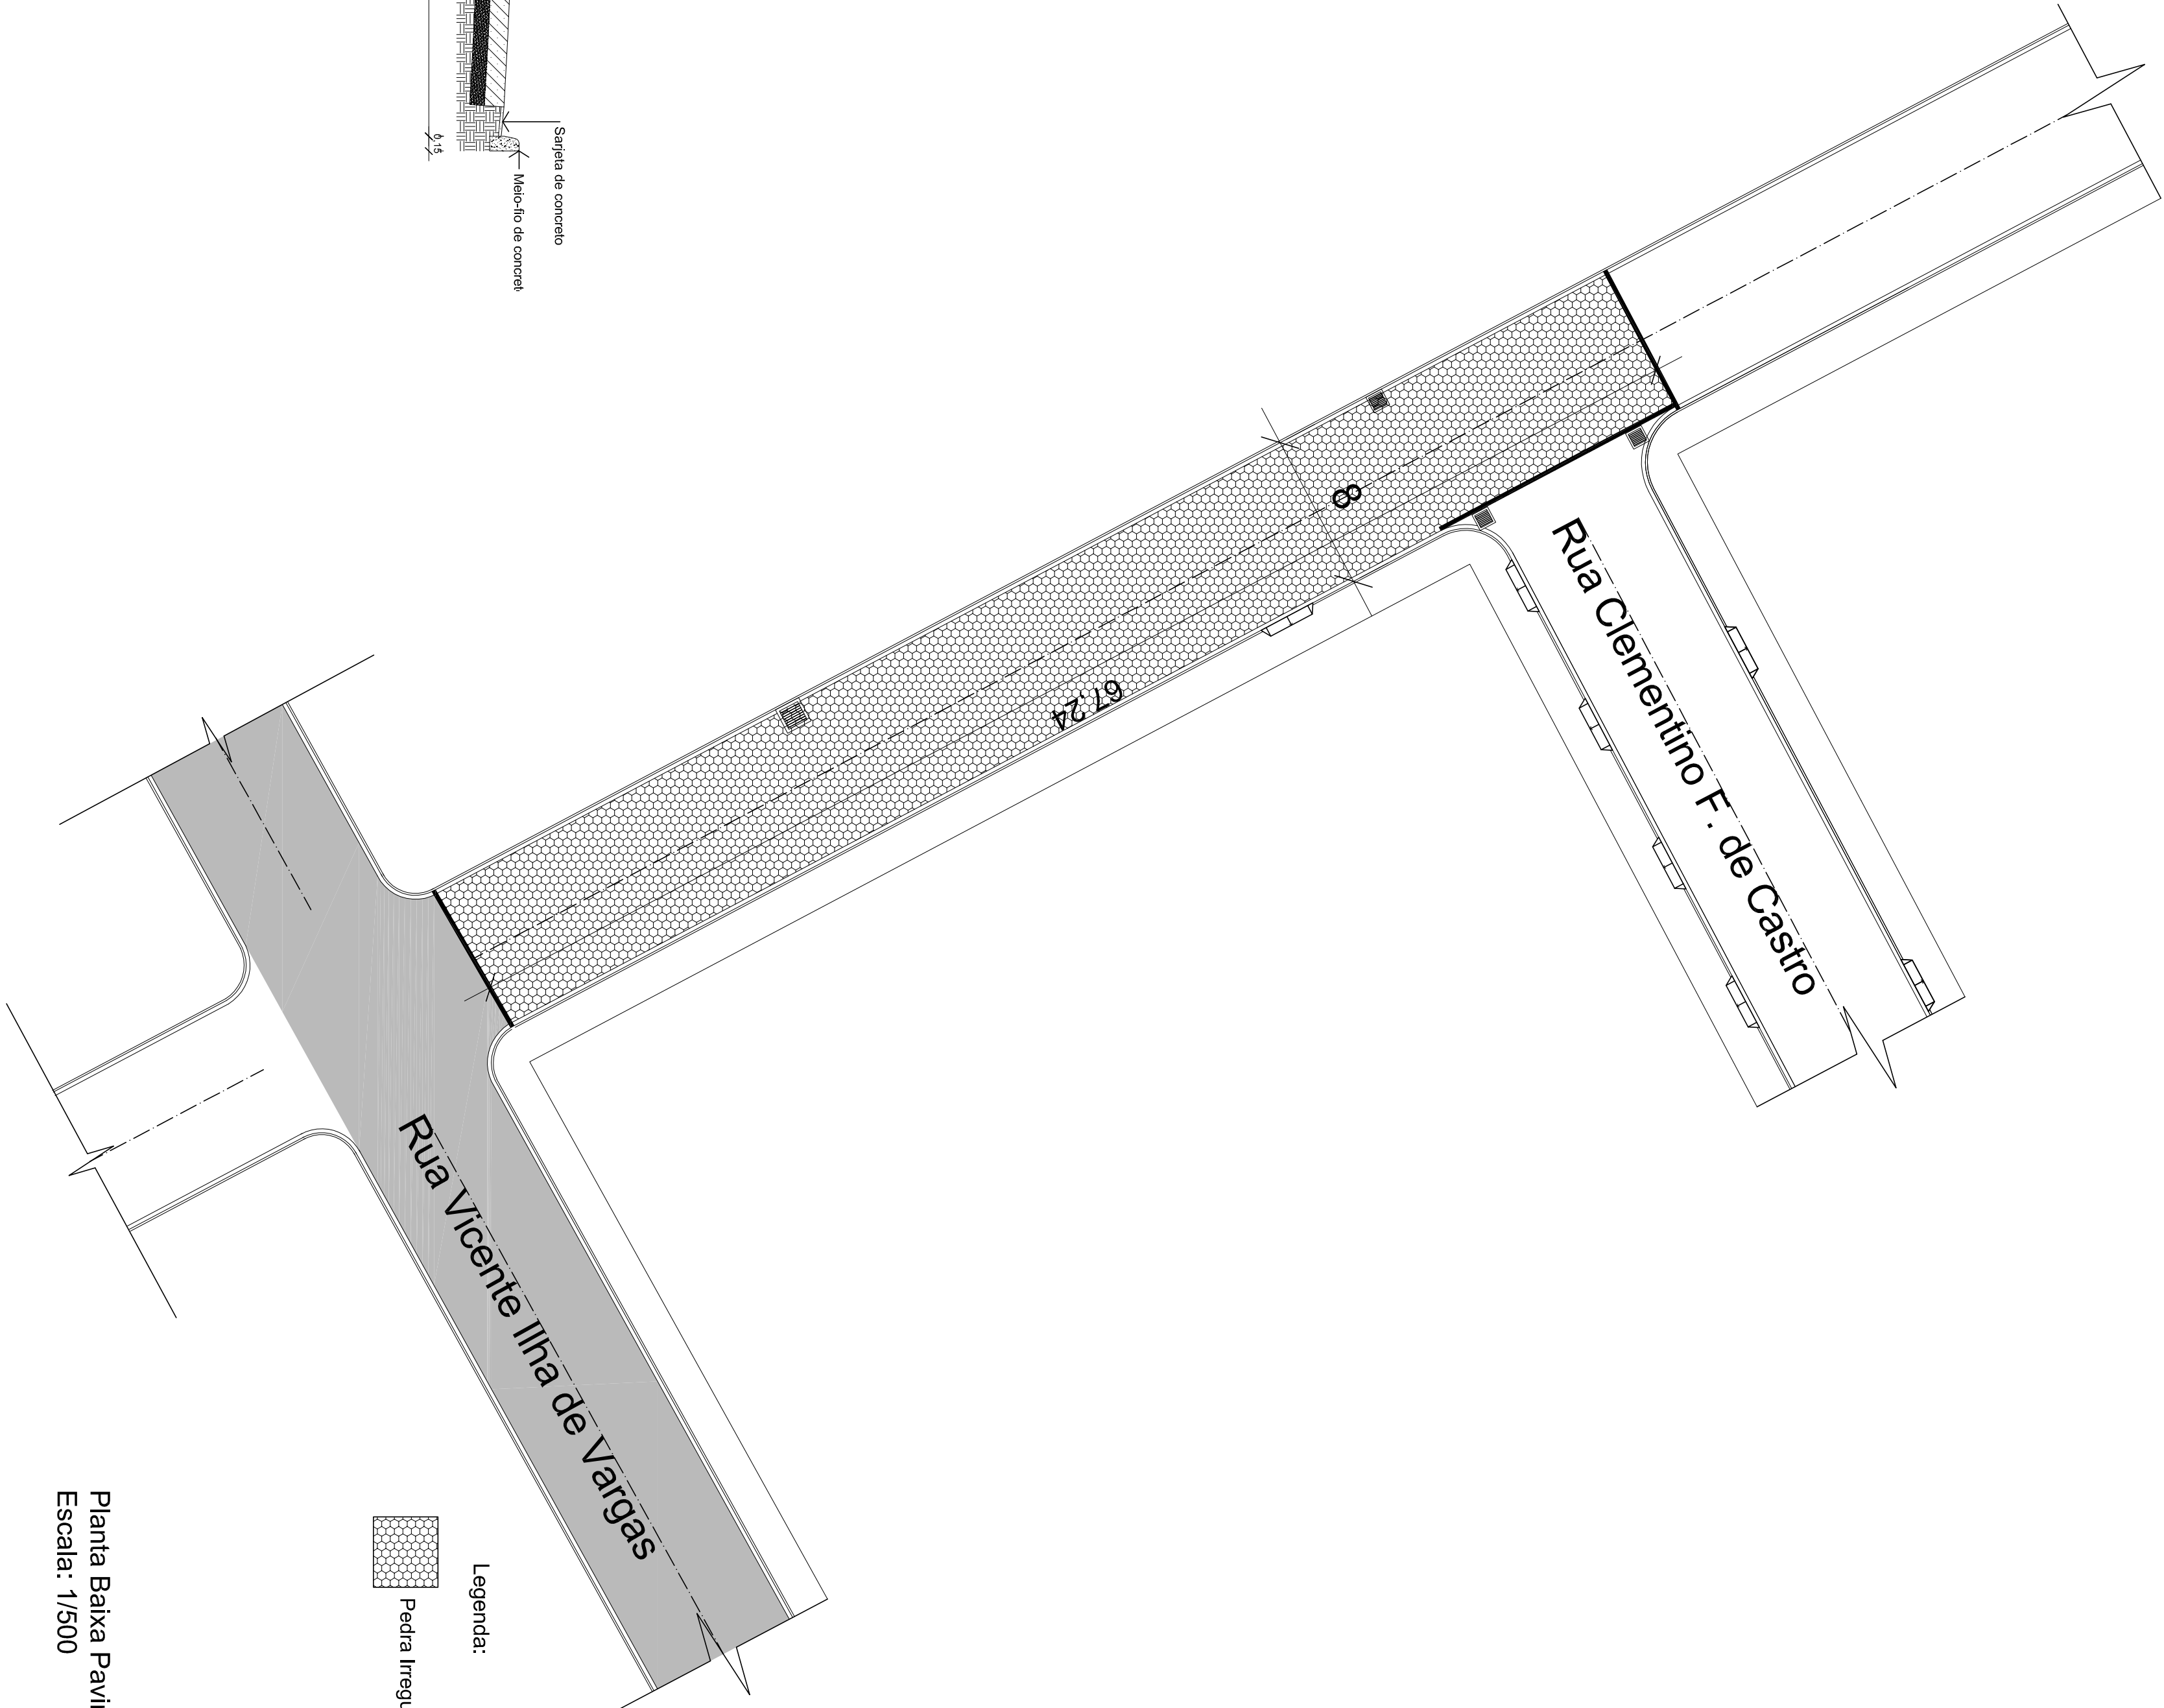 Sarjeta de concreto
Meio-fio de concret
0,15
8
67,24
Rua Clementino F. de Castro
Rua Vicente Ilha de Vargas
Legenda:
Pedra Irregu
Planta Baixa Pavi
Escala: 1/500